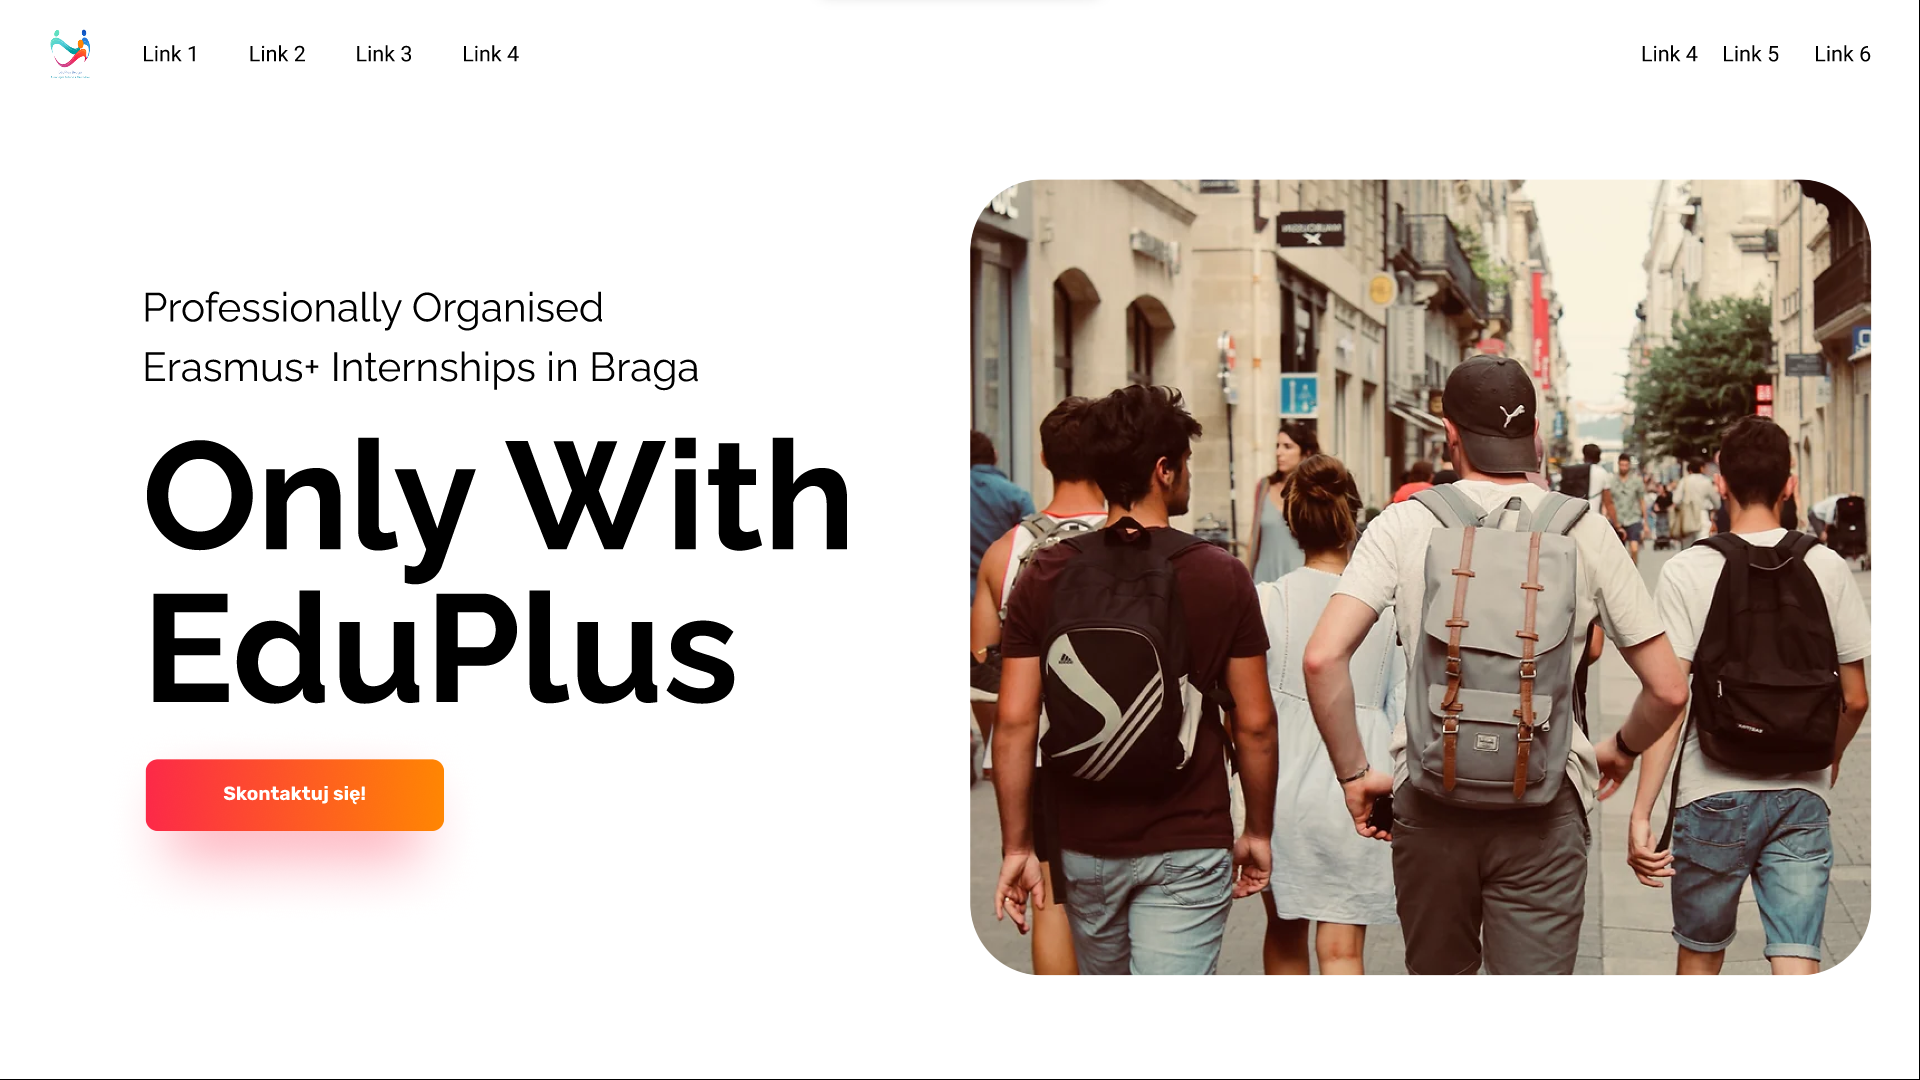 Link 1
Link 2
Link 3
Link 4
Link 4
Link 5
Link 6
Professionally Organised
Erasmus+ Internships in Braga
Only With
EduPlus
Skontaktuj się!